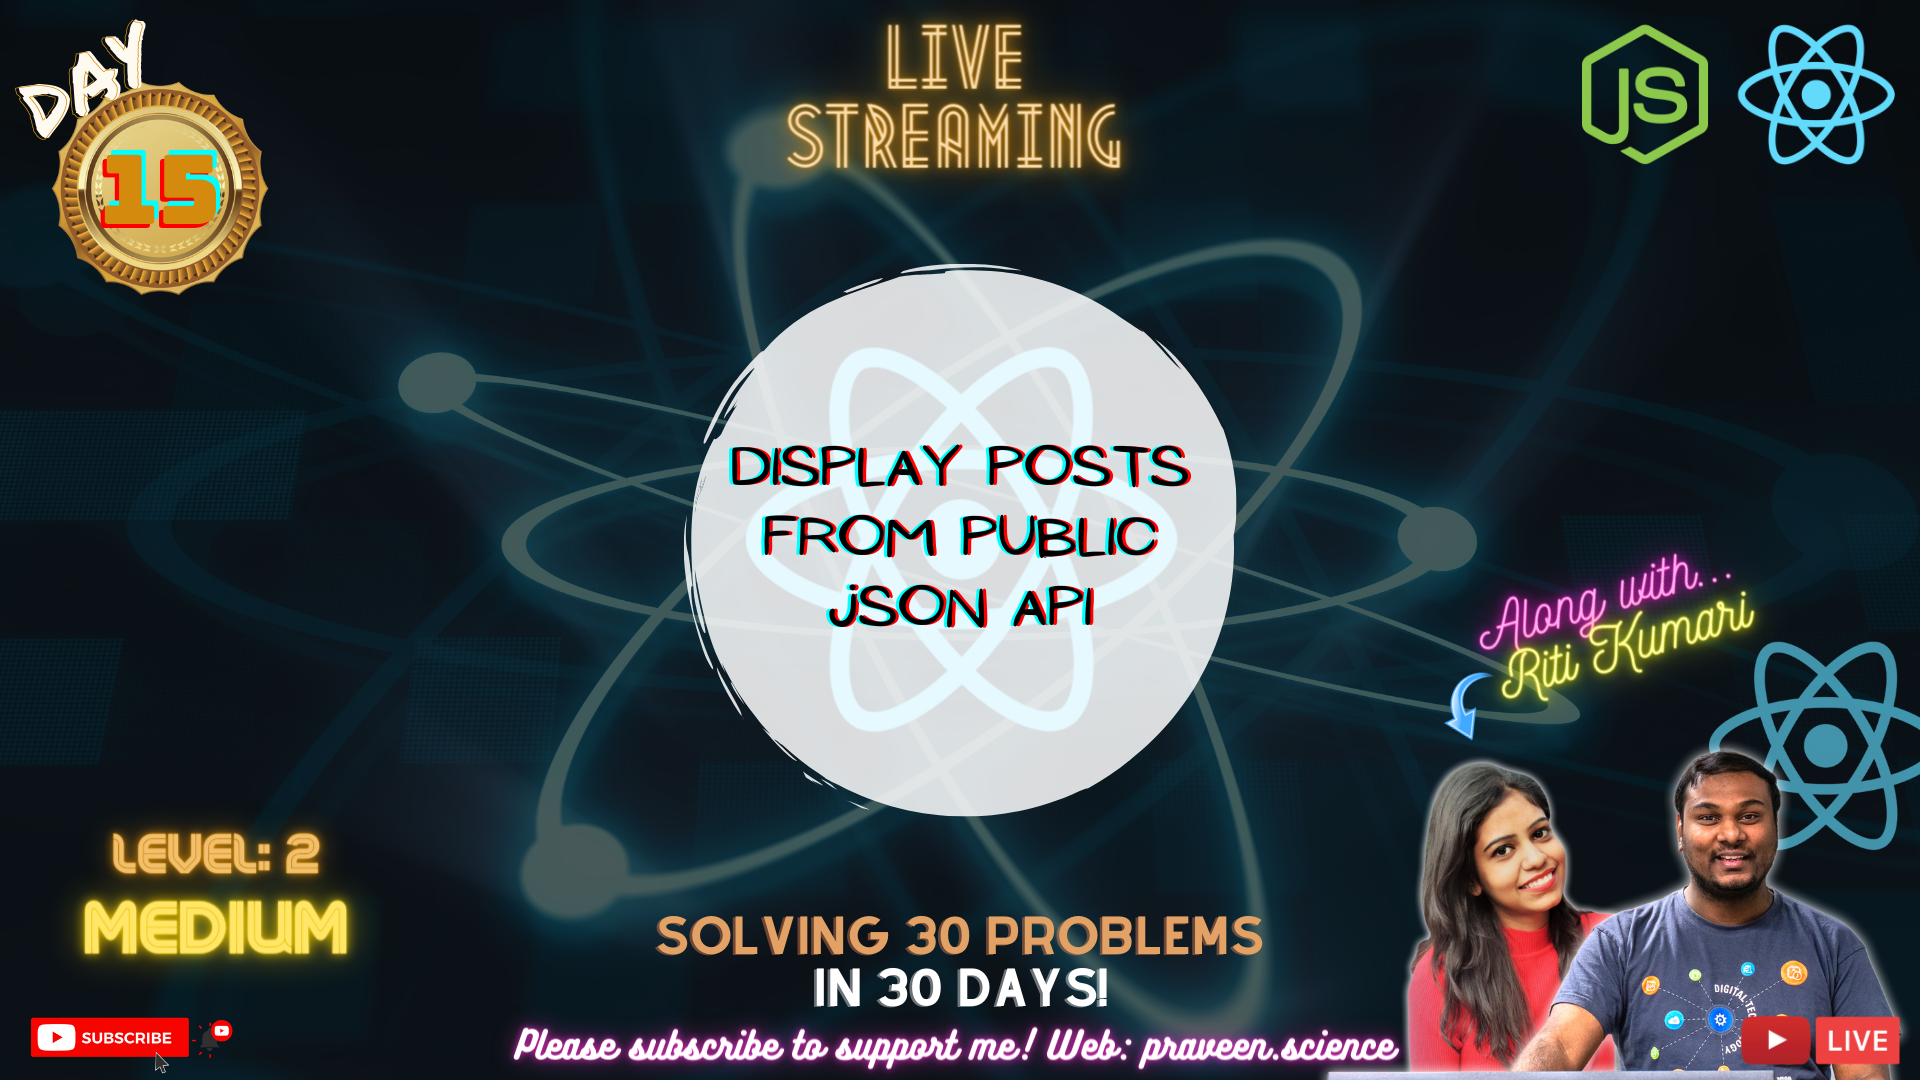 DAY
15
LIVE
STREAMING
JS
DISPLAY POSTS
FROM PUBLIC
JSON API
Along with...
Riti Kumari
LEVEL: 2
MEDIUM
SOLVING 30 PROBLEMS
IN 30 DAYS!
Please subscribe to support me! Web: praveen.science
SUBSCRIBE
LIVE